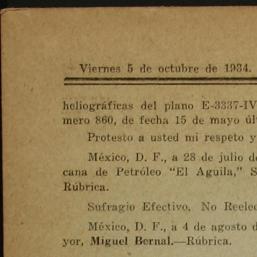 Viernes 5 de octubre de 1934.
heliográficas del plano E-3337-IV
mero 860, de fecha 15 de mayo úl
Protesto a usted mi respeto y
México, D. F., a 28 de julio d
cana de Petróleo “El Aguila,” S
Rúbrica.
Sufragio Efectivo. No Reelec
México, D. F., a 4 de agosto d
yor, Miguel Bernal.—Rúbrica.